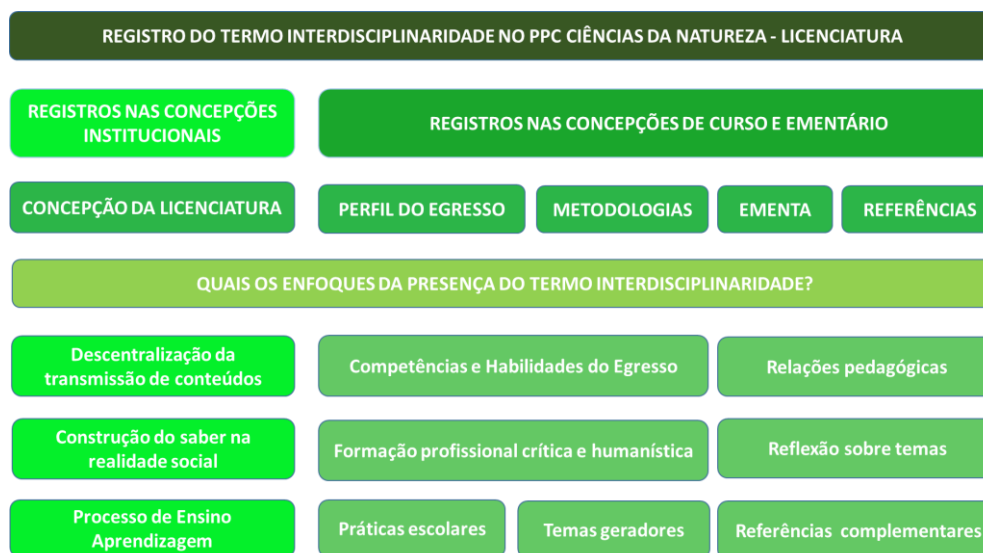 REGISTRO DO TERMO INTERDISCIPLINARIDADE NO PPC CIÊNCIAS DA NATUREZA - LICENCIATURA
REGISTROS NAS CONCEPÇÕES
INSTITUCIONAIS
REGISTROS NAS CONCEPÇÕES DE CURSO E EMENTÁRIO
CONCEPÇÃO DA LICENCIATURA
PERFIL DO EGRESSO
METODOLOGIAS
EMENTA
REFERÊNCIAS
QUAIS OS ENFOQUES DA PRESENÇA DO TERMO INTERDISCIPLINARIDADE?
Descentralização da
transmissão de conteúdos
Competências e Habilidades do Egresso
Relações pedagógicas
Construção do saber na
realidade social
Formação profissional crítica e humanística
Reflexão sobre temas
Processo de Ensino
Aprendizagem
Práticas escolares
Temas geradores
Referências complementares